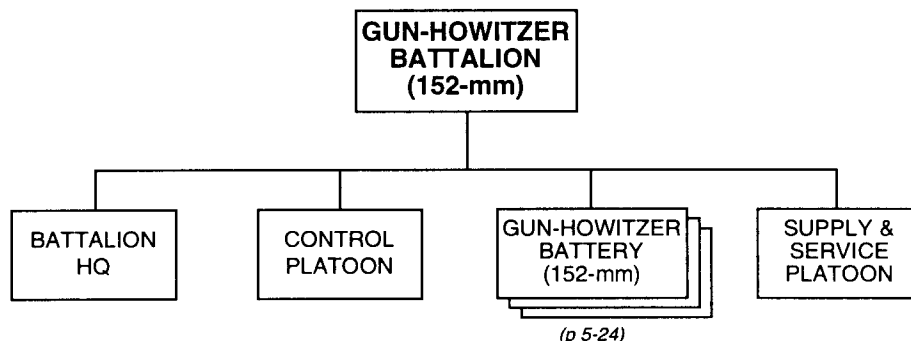 GUN-HOWITZER
BATTALION
(152-mm)
BATTALION
HQ
CONTROL
PLATOON
GUN-HOWITZER
BATTERY
(152-mm)
SUPPLY &
SERVICE
PLATOON
(p 5-24)